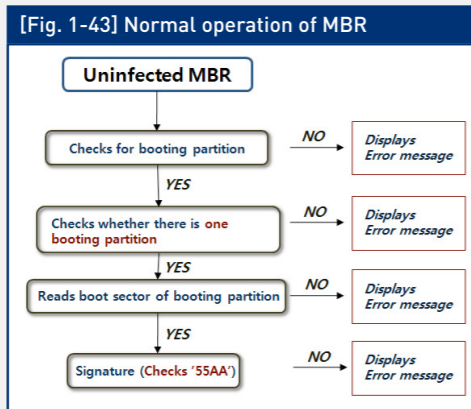 [Fig. 1-43] Normal operation of MBR
Uninfected MBR
Checks for booting partition
NO
Displays
Error message
YES
Checks whether there is one
booting partition
NO
Displays
Error message
YES
Reads boot sector of booting partition
NO
Displays
Error message
YES
Signature (Checks '55AA')
NO
Displays
Error message